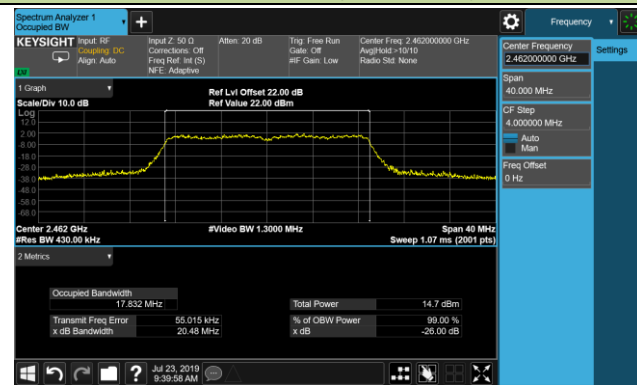 Spectrum Analyzer 1
Occupied BW
Frequency
KEYSIGHT
Input: RF
Coupling: DC
Align: Auto
Input Z: 50 Ω
Corrections: Off
Freq Ref: Int (S)
NFE: Adaptive
Atten: 20 dB
Trig: Free Run
Gate: Off
#IF Gain: Low
Center Freq: 2.462000000 GHz
Avg|Hold:>10/10
Radio Std: None
Center Frequency
2.462000000 GHz
Settings
Span
40.000 MHz
CF Step
4.000000 MHz
Auto
Man
Freq Offset
0 Hz
1 Graph
Scale/Div 10.0 dB
Ref Lvl Offset 22.00 dB
Ref Value 22.00 dBm
Log
12.0
2.00
-8.00
-18.0
-28.0
-38.0
-48.0
-58.0
-68.0
Center 2.462 GHz
#Res BW 430.00 kHz
#Video BW 1.3000 MHz
Span 40 MHz
Sweep 1.07 ms (2001 pts)
2 Metrics
Occupied Bandwidth
17.832 MHz
Total Power 14.7 dBm
Transmit Freq Error 55.015 kHz
% of OBW Power 99.00 %
x dB Bandwidth 20.48 MHz
x dB -26.00 dB
?
Jul 23, 2019
9:39:58 AM